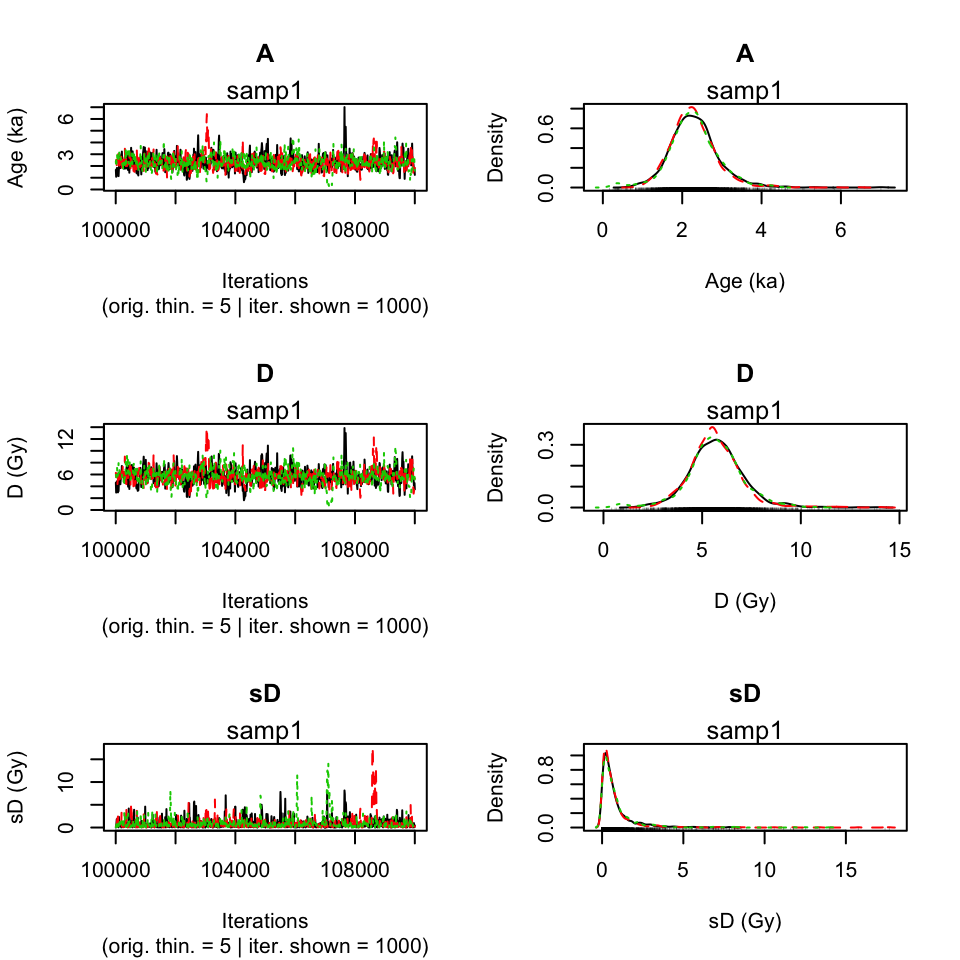 A
samp1
Age (ka)
0 3 6
100000 104000 108000
Iterations
(orig. thin. = 5 | iter. shown = 1000)
A
samp1
Density
0.0 0.6
0 2 4 6
Age (ka)
D
samp1
D (Gy)
0 6 12
100000 104000 108000
Iterations
(orig. thin. = 5 | iter. shown = 1000)
D
samp1
Density
0.0 0.3
0 5 10 15
D (Gy)
sD
samp1
sD (Gy)
0 10
100000 104000 108000
Iterations
(orig. thin. = 5 | iter. shown = 1000)
sD
samp1
Density
0.0 0.8
0 5 10 15
sD (Gy)